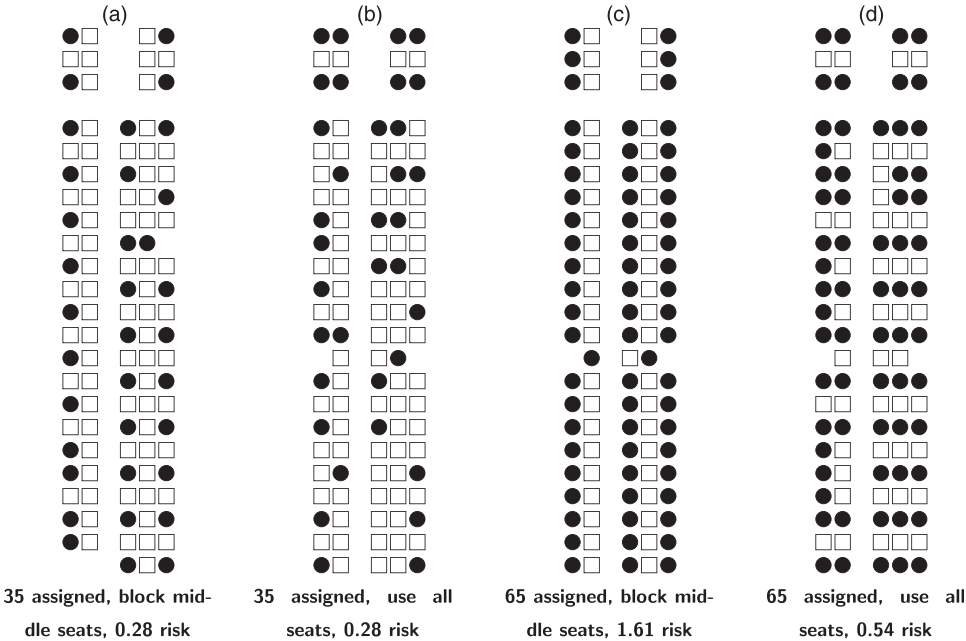 (a) (b) (c) (d)
35 assigned, block mid-
dle seats, 0.28 risk
35 assigned, use all
seats, 0.28 risk
65 assigned, block mid-
dle seats, 1.61 risk
65 assigned, use all
seats, 0.54 risk